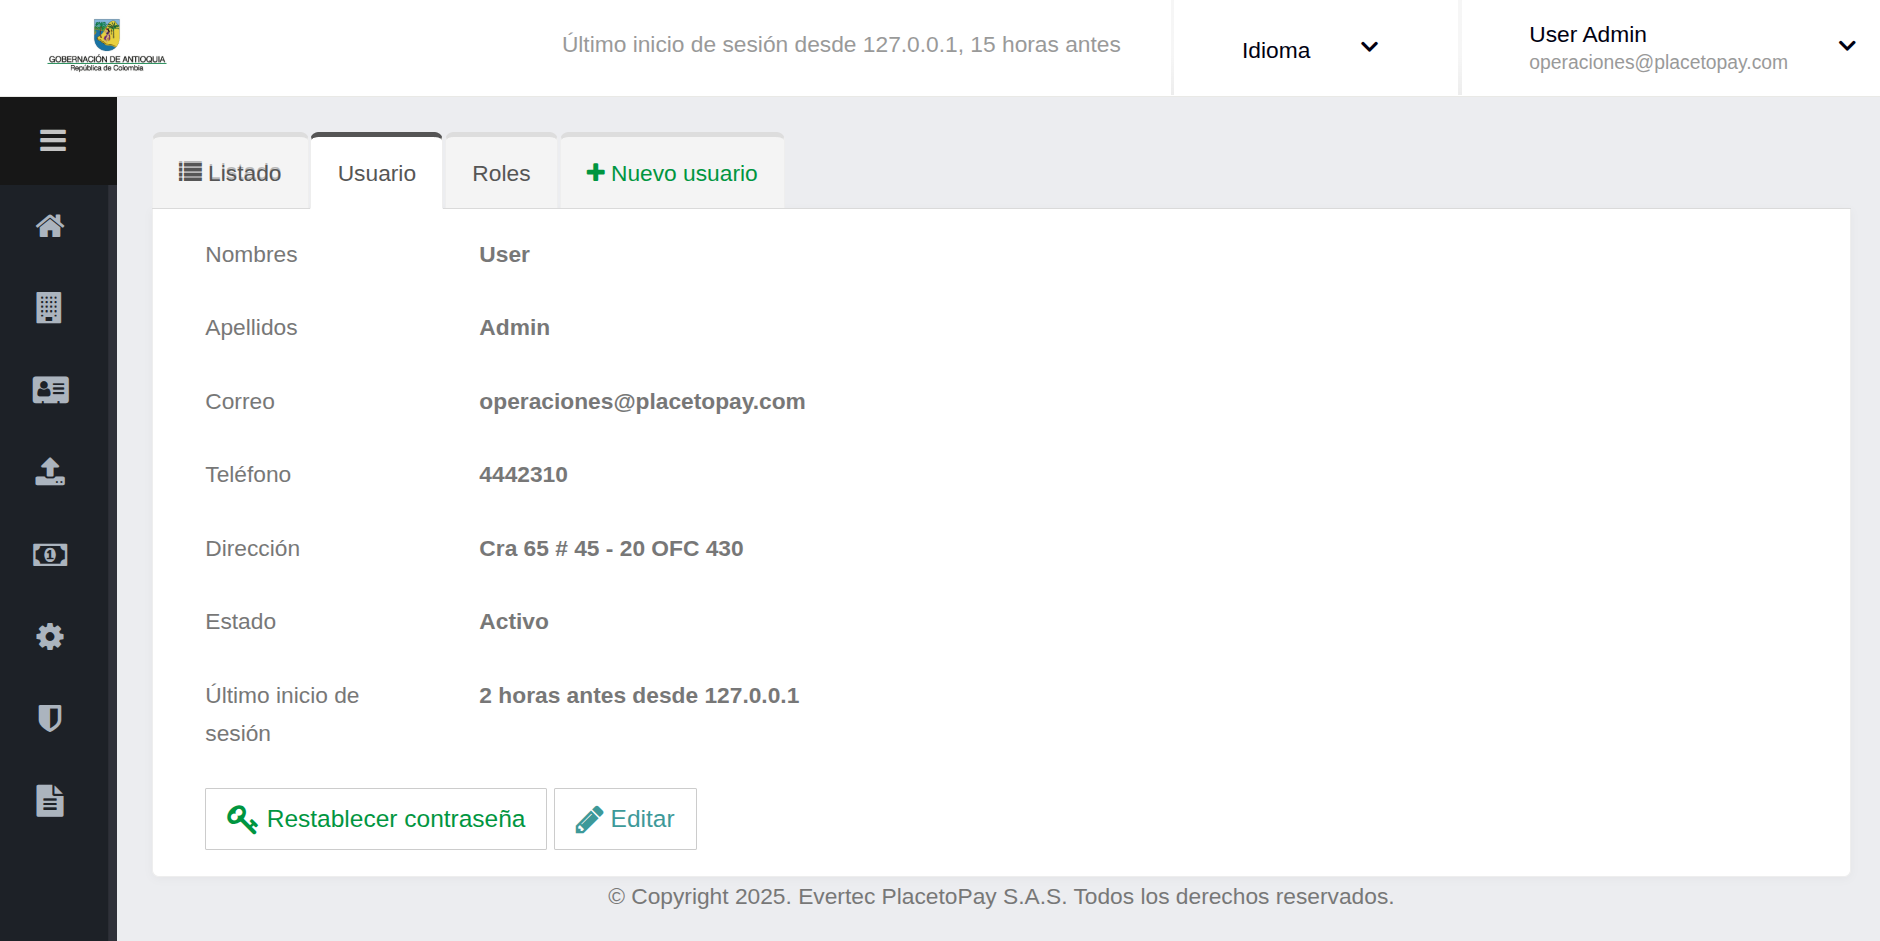 GOBERNACIÓN DE ANTIOQUIA
República de Colombia
Último inicio de sesión desde 127.0.0.1, 15 horas antes
Idioma
User Admin
operaciones@placetopay.com
Listado
Usuario
Roles
Nuevo usuario
Nombres User
Apellidos Admin
Correo operaciones@placetopay.com
Teléfono 4442310
Dirección Cra 65 # 45 - 20 OFC 430
Estado Activo
Último inicio de 2 horas antes desde 127.0.0.1
sesión
Restablecer contraseña
Editar
© Copyright 2025. Evertec PlacetoPay S.A.S. Todos los derechos reservados.